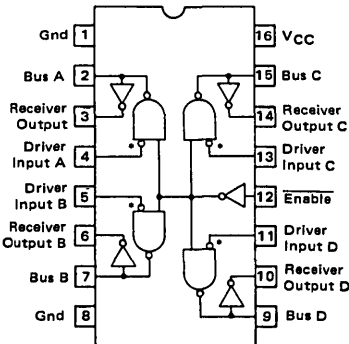 Gnd 1
Bus A 2
Receiver
Output 3
Driver
Input A 4
*
Driver
Input B 5
*
Receiver
Output B 6
Bus B 7
Gnd 8
16 VCC
15 Bus C
14 Receiver
Output C
13 Driver
Input C
*
12 Enable
11 Driver
Input D
*
10 Receiver
Output D
9 Bus D